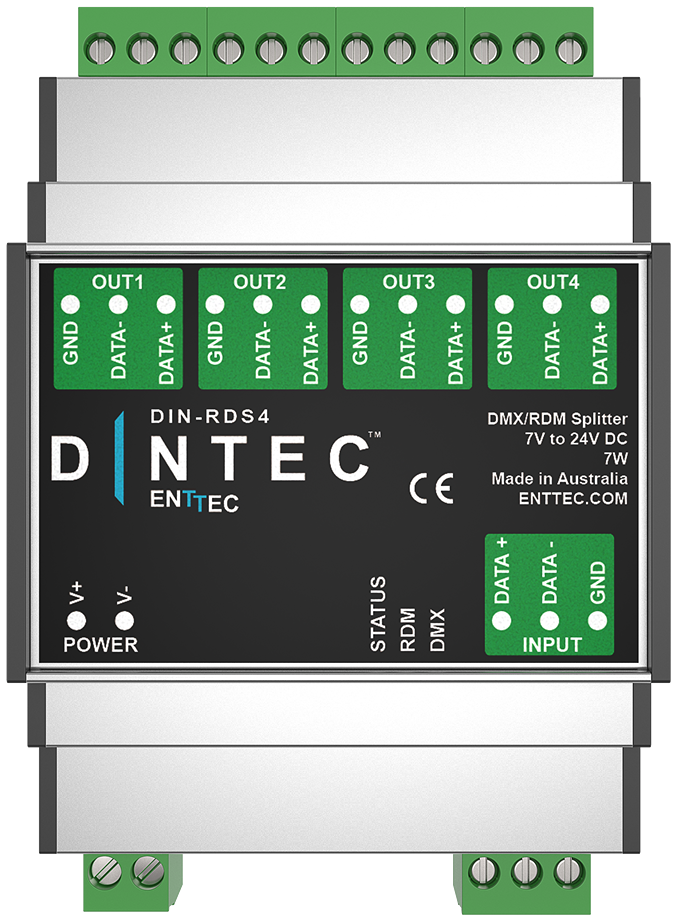 OUT1 OUT2 OUT3 OUT4
GND DATA- DATA+ GND DATA- DATA+ GND DATA- DATA+ GND DATA- DATA+
DIN-RDS4
DINTEC™
ENTTEC
CE
DMX/RDM Splitter
7V to 24V DC
7W
Made in Australia
ENTTEC.COM
V+ V-
POWER
STATUS
RDM
DMX
DATA + DATA - GND
INPUT